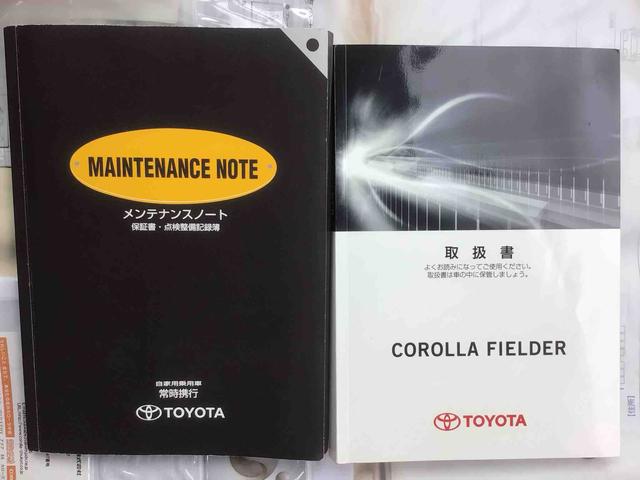 MAINTENANCE NOTE
メンテナンスノート
保証書・点検整備記録簿
自家用乗用車
常時携行
TOYOTA
取扱書
よくお読みになってご使用ください。
取扱書は車の中に保管しましょう。
COROLLA FIELDER
TOYOTA
【住所】